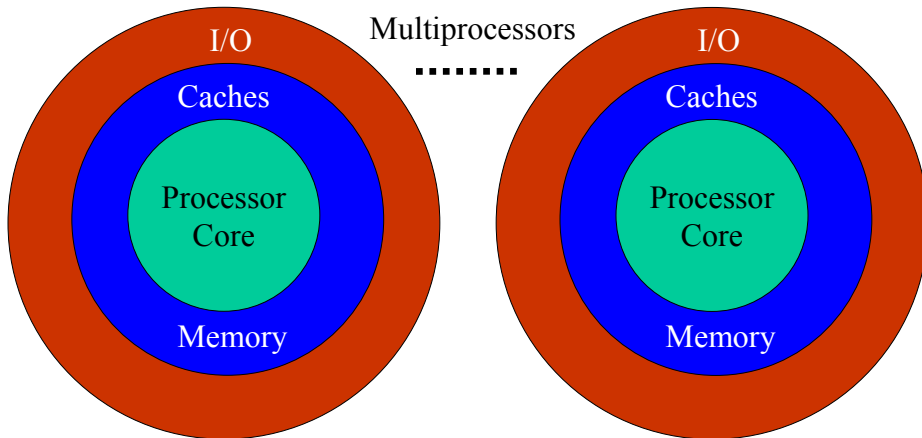 Multiprocessors
I/O
Caches
Processor
Core
Memory
I/O
Caches
Processor
Core
Memory